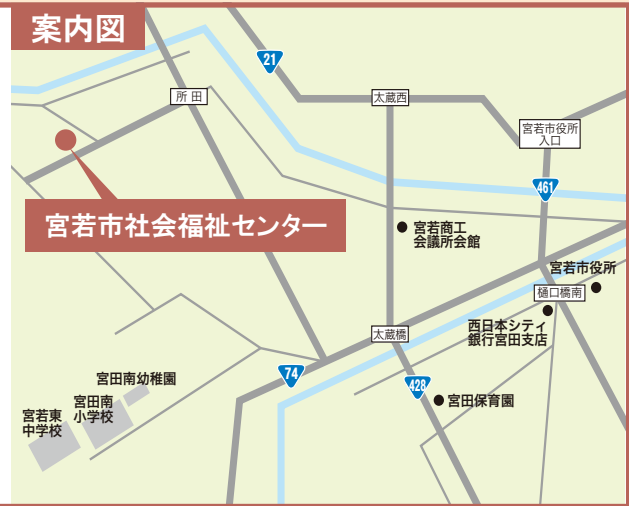 案内図
21
所田
太蔵西
宮若市役所
入口
461
宮若市社会福祉センター
宮若商工
会議所会館
宮若市役所
樋口橋南
西日本シティ
銀行宮田支店
太蔵橋
74
428
宮田南幼稚園
宮田南
小学校
宮若東
中学校
宮田保育園